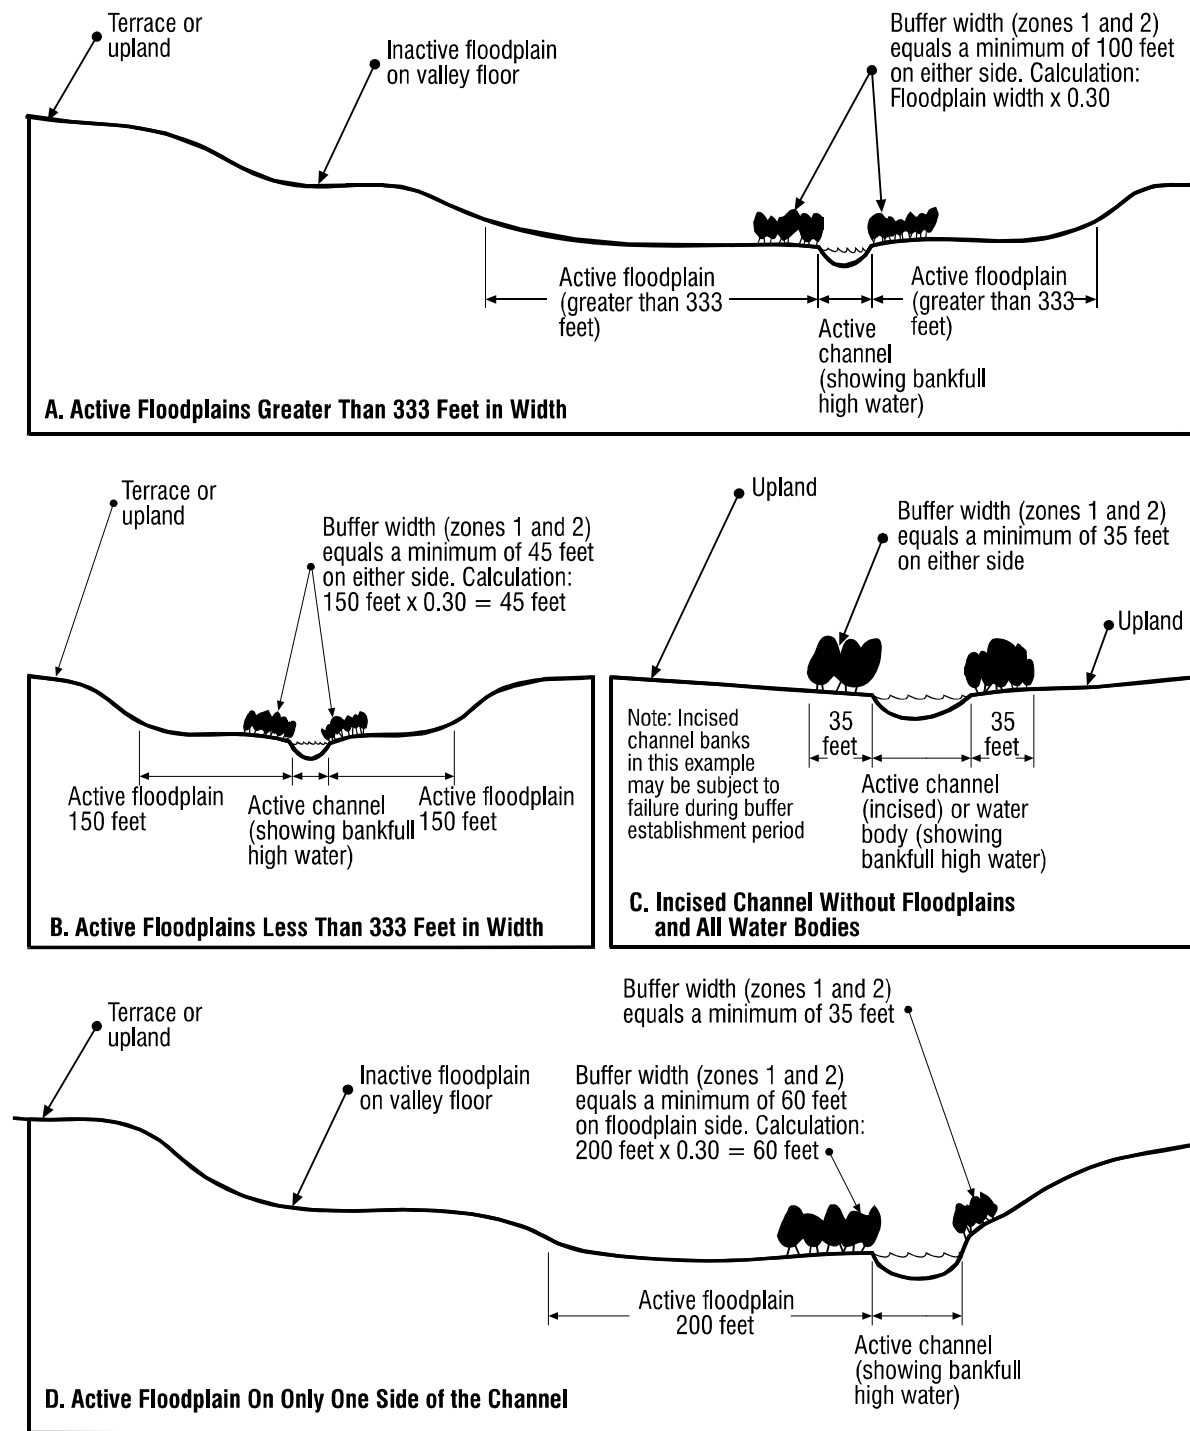 Terrace or
upland
Inactive floodplain
on valley floor
Buffer width (zones 1 and 2)
equals a minimum of 100 feet
on either side. Calculation:
Floodplain width x 0.30
Active floodplain
(greater than 333
feet)
Active
channel
(showing bankfull
high water)
Active floodplain
(greater than 333
feet)
A. Active Floodplains Greater Than 333 Feet in Width
Terrace or
upland
Buffer width (zones 1 and 2)
equals a minimum of 45 feet
on either side. Calculation:
150 feet x 0.30 = 45 feet
Active floodplain
150 feet
Active channel
(showing bankfull
high water)
Active floodplain
150 feet
B. Active Floodplains Less Than 333 Feet in Width
Upland
Buffer width (zones 1 and 2)
equals a minimum of 35 feet
on either side
Upland
Note: Incised
channel banks
in this example
may be subject to
failure during buffer
establishment period
35
feet
35
feet
Active channel
(incised) or water
body (showing
bankfull high water)
C. Incised Channel Without Floodplains
and All Water Bodies
Terrace or
upland
Inactive floodplain
on valley floor
Buffer width (zones 1 and 2)
equals a minimum of 60 feet
on floodplain side. Calculation:
200 feet x 0.30 = 60 feet
Buffer width (zones 1 and 2)
equals a minimum of 35 feet
Active floodplain
200 feet
Active channel
(showing bankfull
high water)
D. Active Floodplain On Only One Side of the Channel